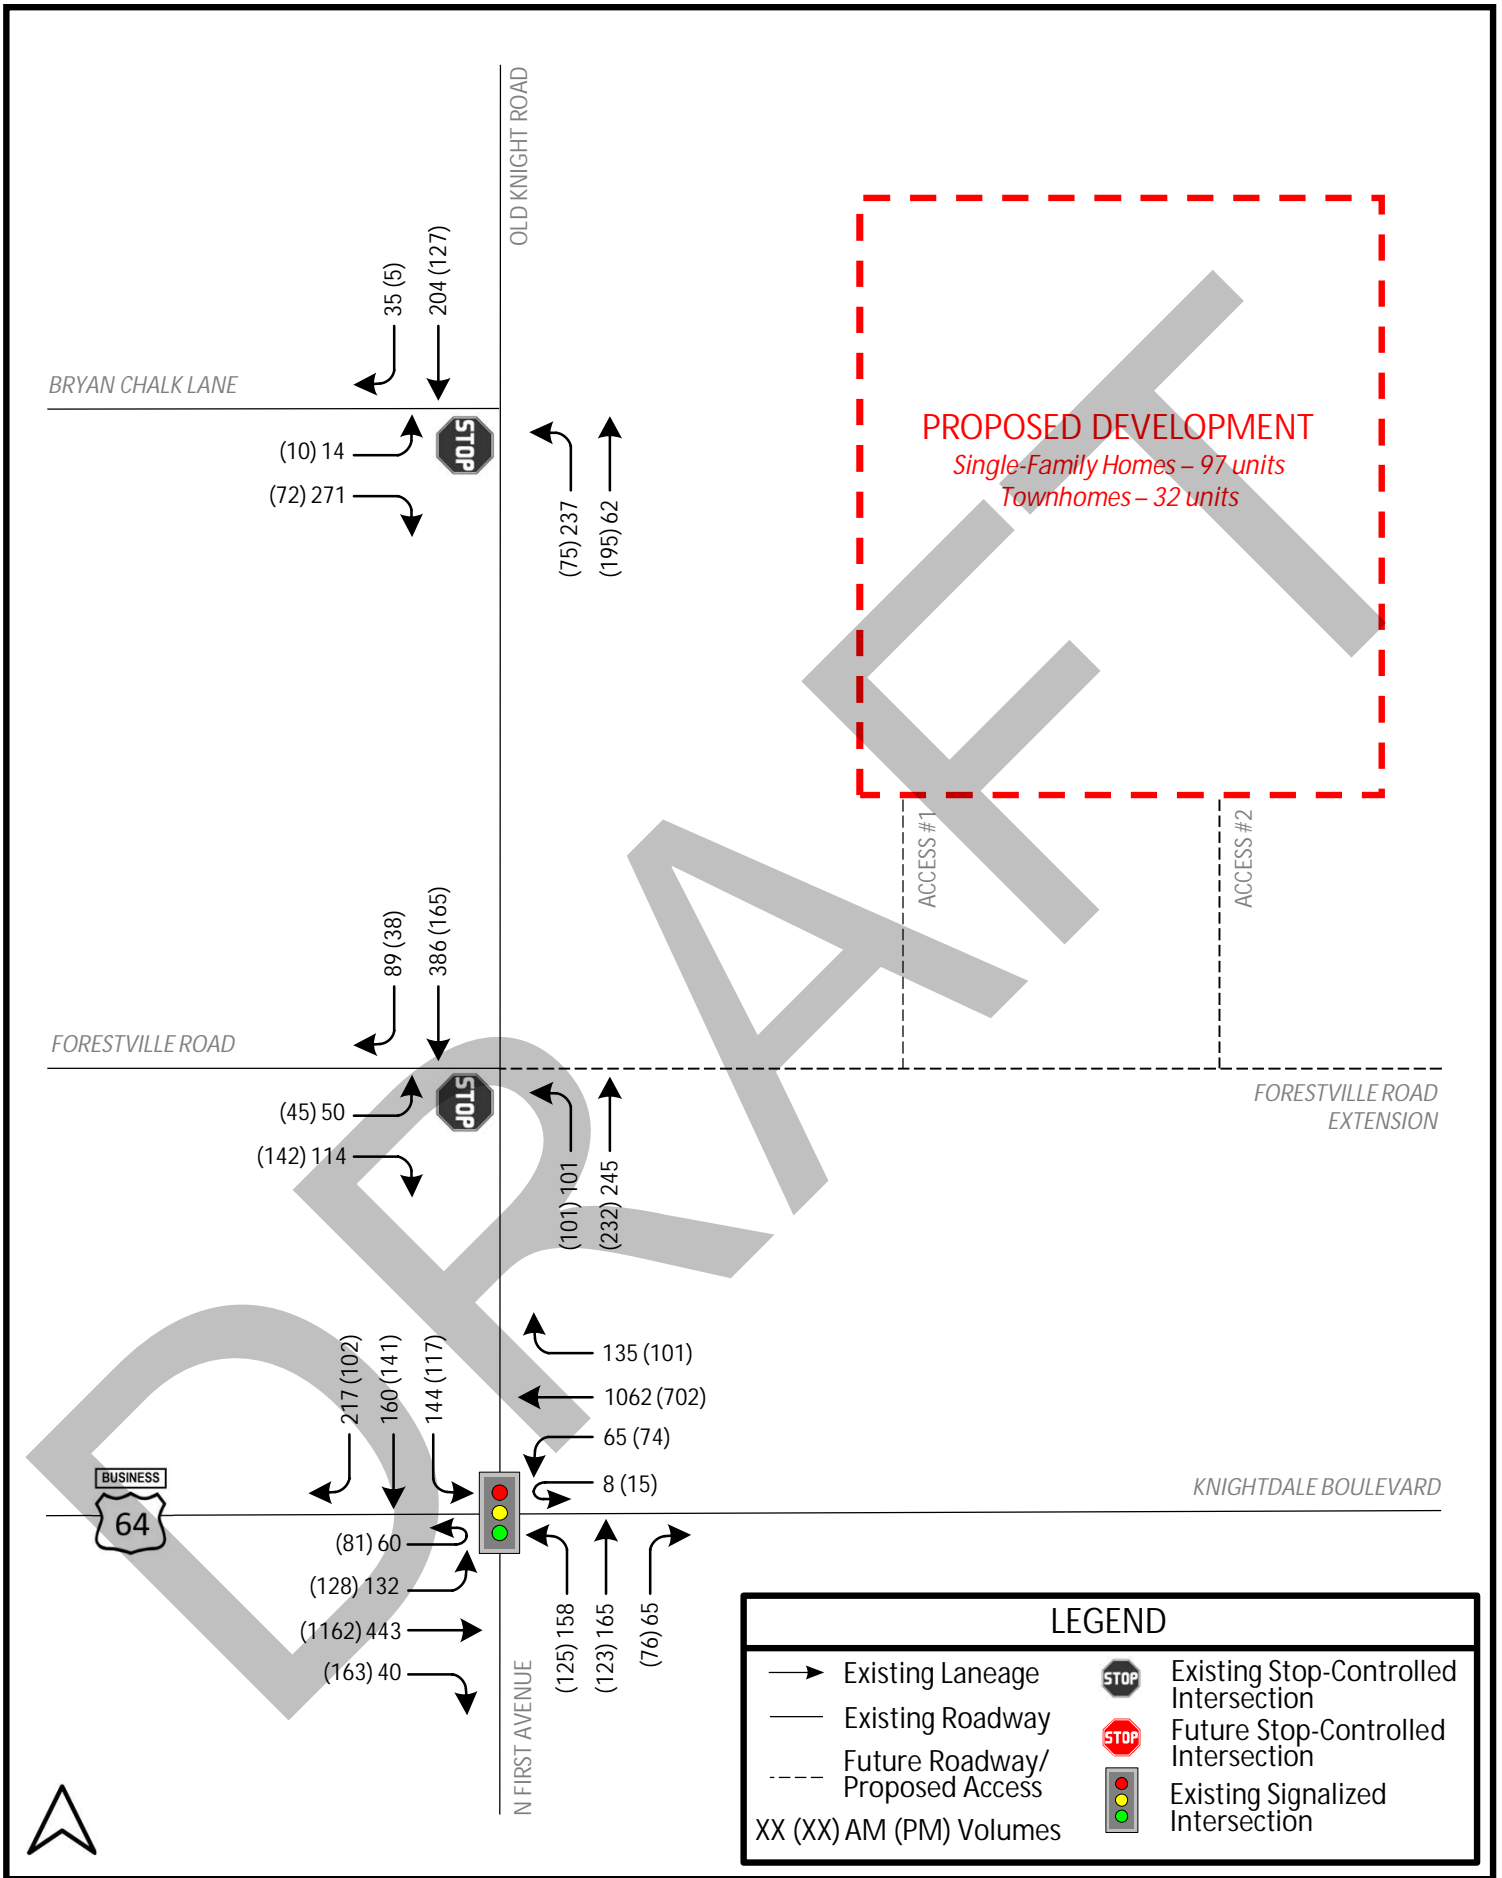 OLD KNIGHT ROAD
35 (5)
204 (127)
BRYAN CHALK LANE
STOP
(10) 14
(72) 271
(75) 237
(195) 62
PROPOSED DEVELOPMENT
Single-Family Homes – 97 units
Townhomes – 32 units
ACCESS #1
ACCESS #2
89 (38)
386 (165)
FORESTVILLE ROAD
STOP
(45) 50
(142) 114
(101) 101
(232) 245
FORESTVILLE ROAD
EXTENSION
217 (102)
160 (141)
144 (117)
135 (101)
1062 (702)
65 (74)
8 (15)
KNIGHTDALE BOULEVARD
BUSINESS
64
(81) 60
(128) 132
(1162) 443
(163) 40
(125) 158
(123) 165
(76) 65
N FIRST AVENUE
DRAFT
LEGEND
Existing Laneage
Existing Roadway
Future Roadway/
Proposed Access
XX (XX) AM (PM) Volumes
STOP
Existing Stop-Controlled
Intersection
STOP
Future Stop-Controlled
Intersection
Existing Signalized
Intersection